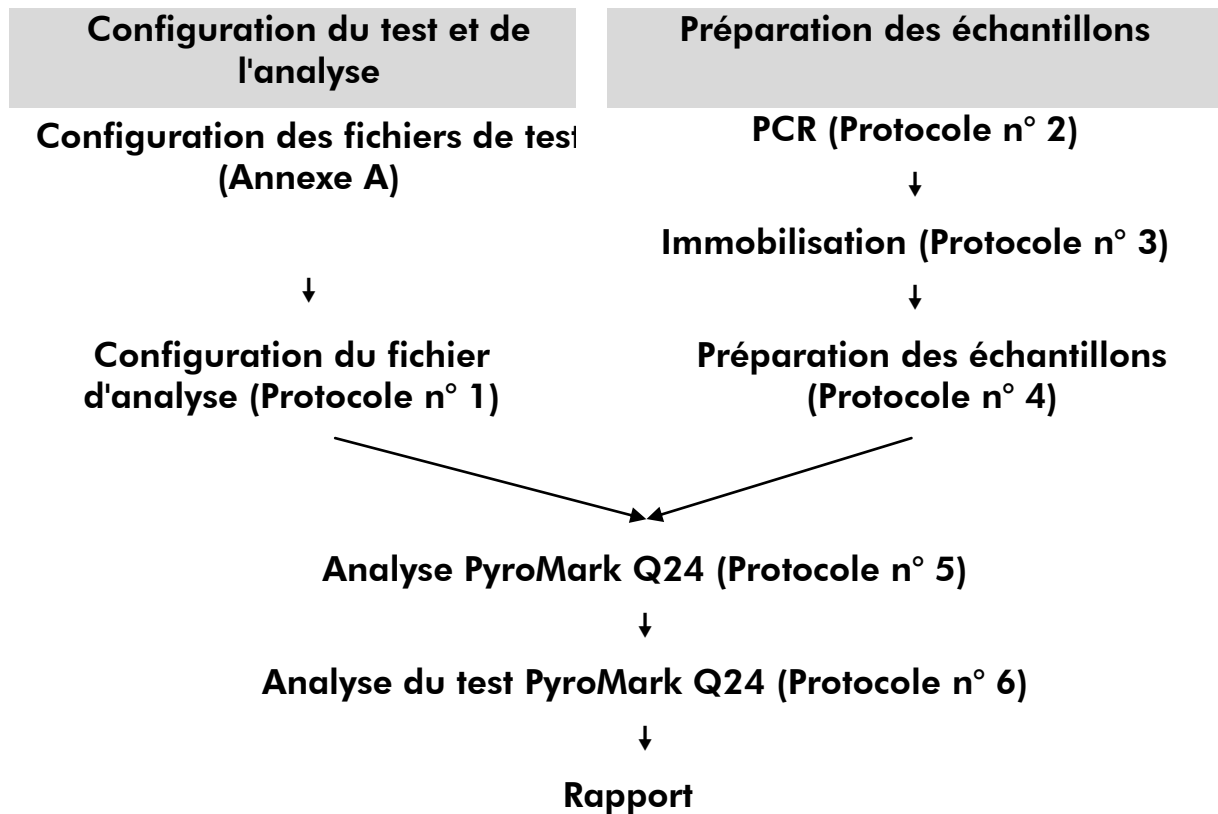 Configuration du test et de
l'analyse
Configuration des fichiers de test
(Annexe A)
Configuration du fichier
d'analyse (Protocole n° 1)
Préparation des échantillons
PCR (Protocole n° 2)
Immobilisation (Protocole n° 3)
Préparation des échantillons
(Protocole n° 4)
Analyse PyroMark Q24 (Protocole n° 5)
Analyse du test PyroMark Q24 (Protocole n° 6)
Rapport